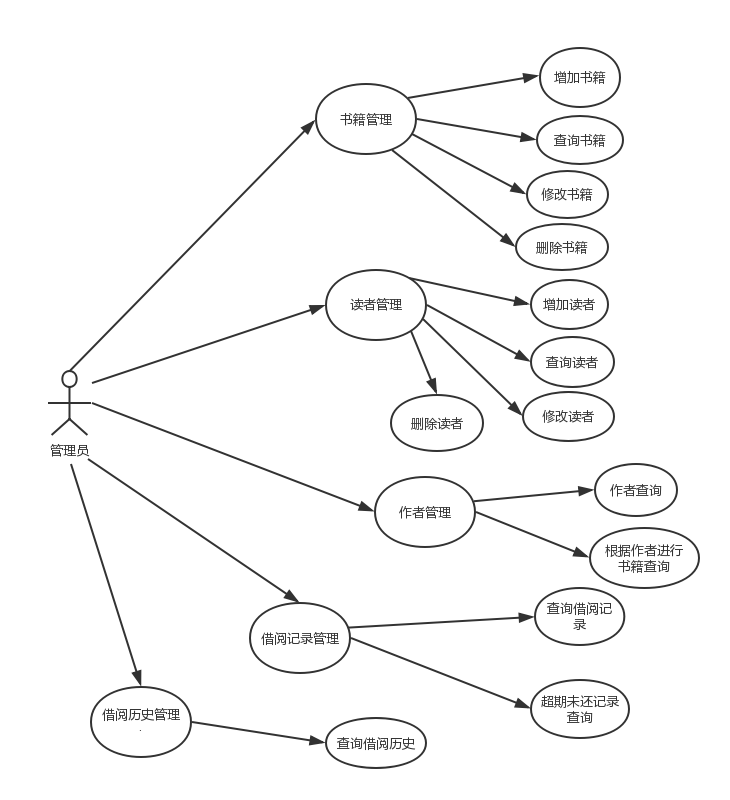 增加书籍
书籍管理
查询书籍
修改书籍
删除书籍
读者管理
增加读者
查询读者
修改读者
删除读者
管理员
作者管理
作者查询
根据作者进行
书籍查询
借阅记录管理
查询借阅记
录
超期未还记录
查询
借阅历史管理
.
查询借阅历史